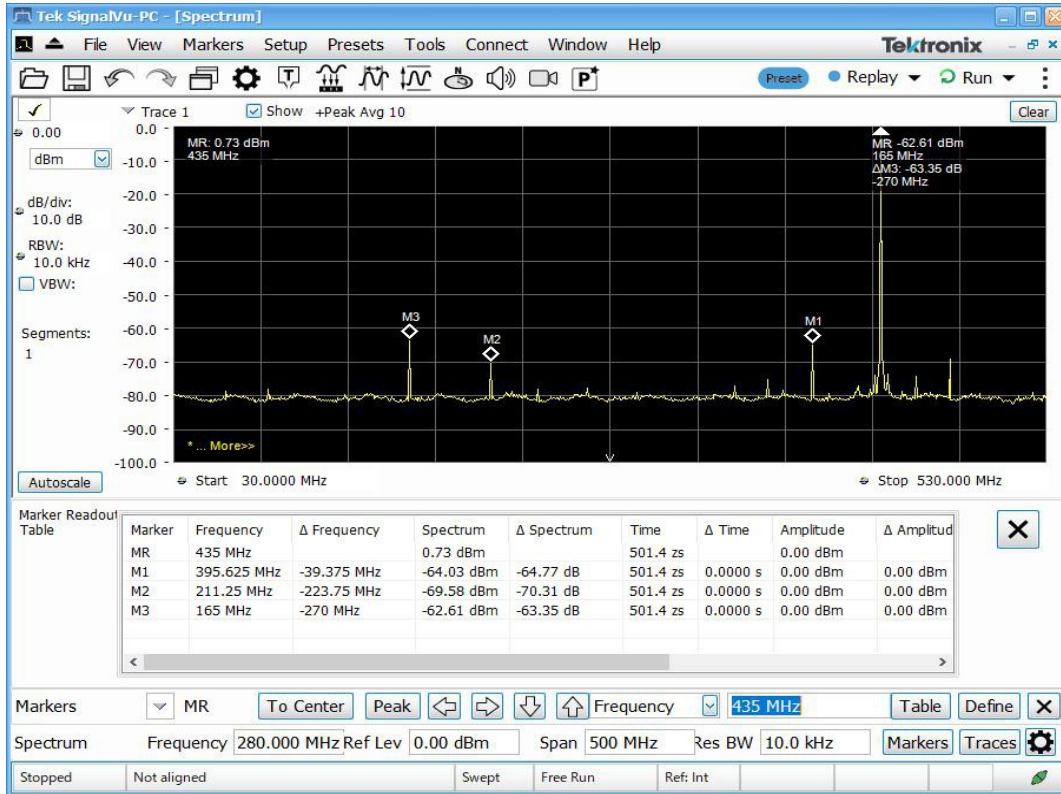 Tek SignalVu-PC - [Spectrum]
File View Markers Setup Presets Tools Connect Window Help Tektronix
Preset Replay Run
Trace 1 Show +Peak Avg 10 Clear
0.00
dBm
dB/div:
10.0 dB
RBW:
10.0 kHz
VBW:
Segments:
1
Autoscale
0.0
-10.0
-20.0
-30.0
-40.0
-50.0
-60.0
-70.0
-80.0
-90.0
-100.0
MR: 0.73 dBm
435 MHz
MR -62.61 dBm
165 MHz
ΔM3: -63.35 dB
-270 MHz
M3
M2
M1
* ... More>>
Start 30.0000 MHz Stop 530.000 MHz
Marker Readout
Table
Marker Frequency Δ Frequency Spectrum Δ Spectrum Time Δ Time Amplitude Δ Amplitud
MR 435 MHz 0.73 dBm 501.4 zs 0.00 dBm
M1 395.625 MHz -39.375 MHz -64.03 dBm -64.77 dB 501.4 zs 0.0000 s 0.00 dBm 0.00 dBm
M2 211.25 MHz -223.75 MHz -69.58 dBm -70.31 dB 501.4 zs 0.0000 s 0.00 dBm 0.00 dBm
M3 165 MHz -270 MHz -62.61 dBm -63.35 dB 501.4 zs 0.0000 s 0.00 dBm 0.00 dBm
Markers MR To Center Peak Frequency 435 MHz Table Define
Spectrum Frequency 280.000 MHz Ref Lev 0.00 dBm Span 500 MHz Res BW 10.0 kHz Markers Traces
Stopped Not aligned Swept Free Run Ref: Int